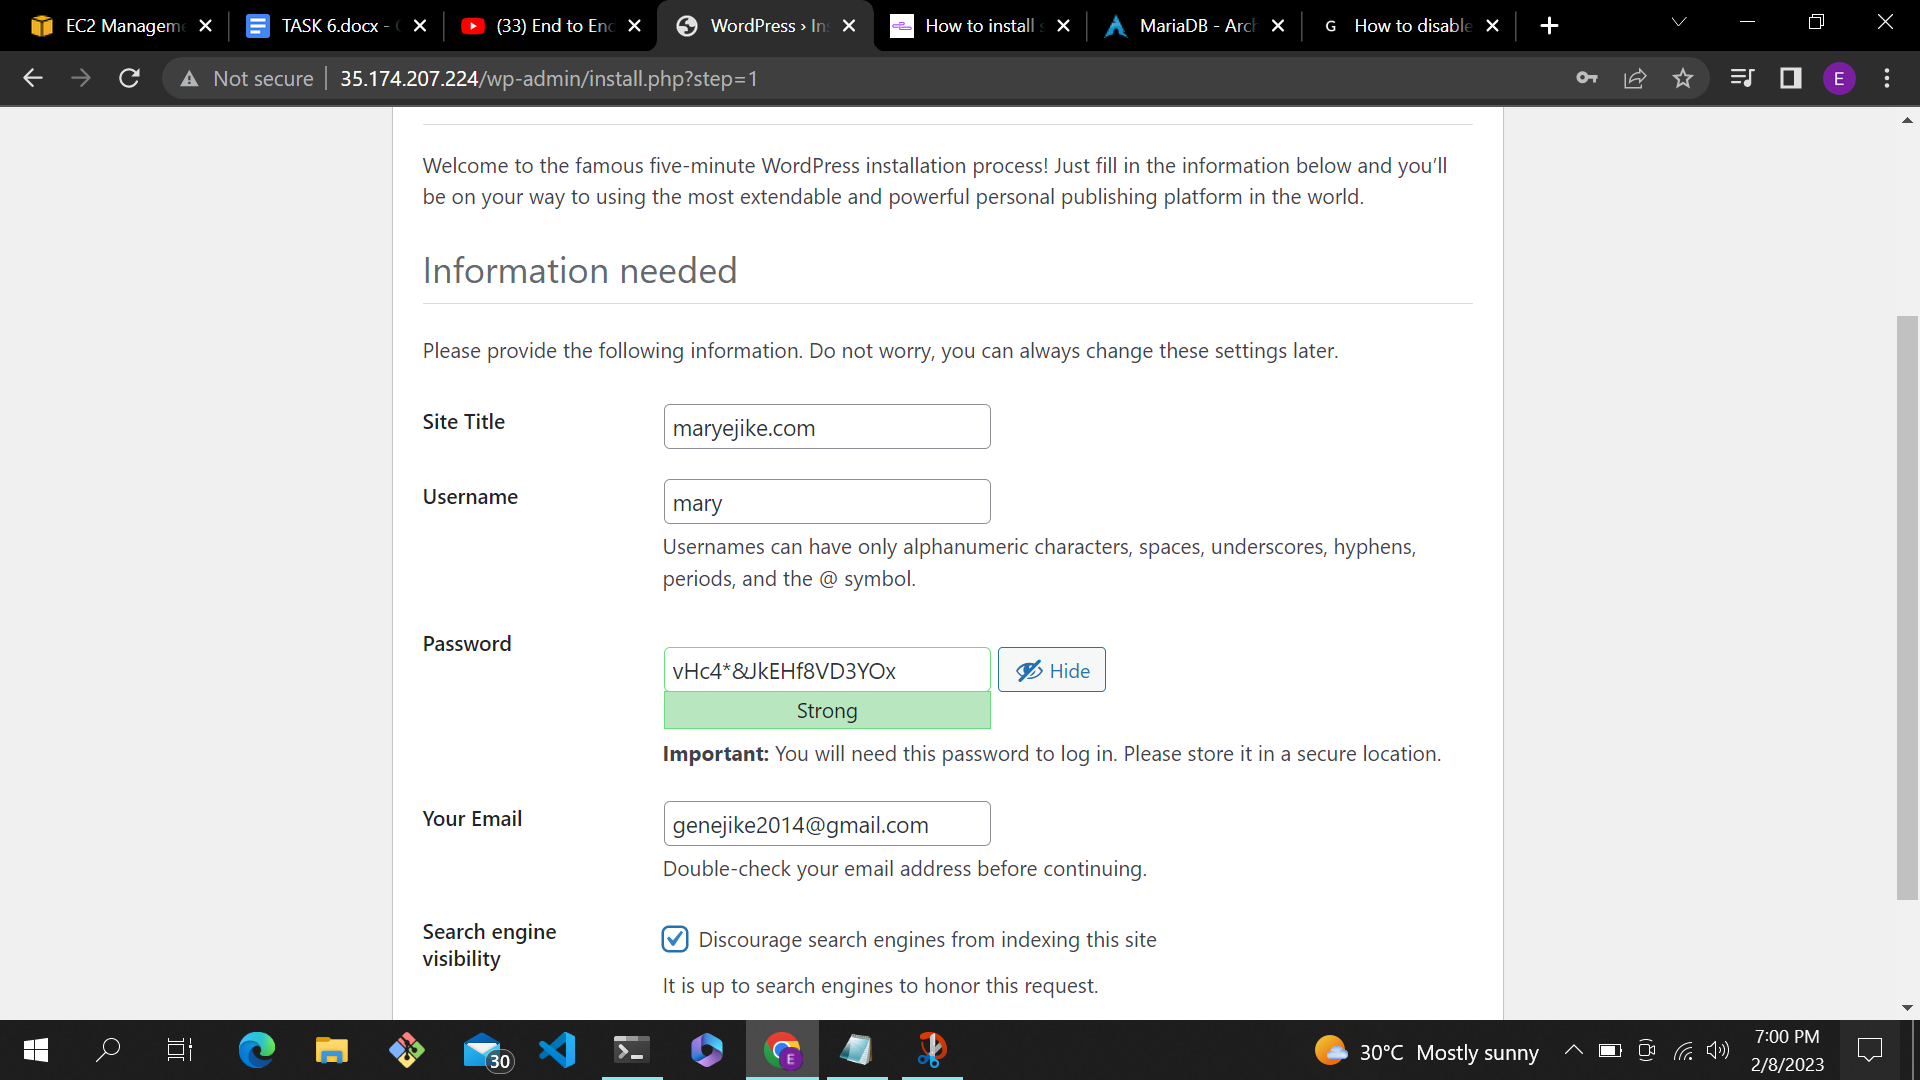 EC2 Manageme
TASK 6.docx -
(33) End to End
WordPress › Ins
How to install s
MariaDB - Arch
G How to disable
Not secure 35.174.207.224/wp-admin/install.php?step=1
E
Welcome to the famous five-minute WordPress installation process! Just fill in the information below and you’ll
be on your way to using the most extendable and powerful personal publishing platform in the world.
Information needed
Please provide the following information. Do not worry, you can always change these settings later.
Site Title
maryejike.com
Username
mary
Usernames can have only alphanumeric characters, spaces, underscores, hyphens,
periods, and the @ symbol.
Password
vHc4*&JkEHf8VD3YOx
Hide
Strong
Important: You will need this password to log in. Please store it in a secure location.
Your Email
genejike2014@gmail.com
Double-check your email address before continuing.
Search engine
visibility
Discourage search engines from indexing this site
It is up to search engines to honor this request.
30
E
30°C Mostly sunny
7:00 PM
2/8/2023